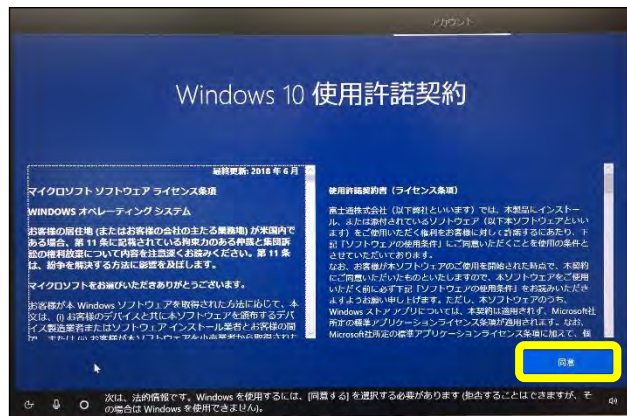 アカウント
Windows 10 使用許諾契約
最終更新: 2018 年 6 月
マイクロソフト ソフトウェア ライセンス条項
WINDOWS オペレーティング システム
お客様の居住地 (またはお客様の会社の主たる業務地) が米国内で
ある場合、第 11 条に記載されている拘束力のある仲裁と集団訴
訟の権利放棄について内容を注意深くお読みください。第 11 条
は、紛争を解決する方法に影響を及ぼします。
マイクロソフトをお選びいただきありがとうございます。
お客様が本 Windows ソフトウェアを取得された方法に応じて、本
文は、(i) お客様のデバイスと共に本ソフトウェアを頒布するデバ
イス製造業者またはソフトウェア インストール業者とお客様の間
使用許諾契約書（ライセンス条項）
富士通株式会社（以下弊社といいます）では、本製品にインストー
ル、または添付されているソフトウェア（以下本ソフトウェアといい
ます）をご使用いただく権利をお客様に対して許諾するにあたり、下
記「ソフトウェアの使用条件」にご同意いただくことを使用の条件と
させていただいております。
なお、お客様が本ソフトウェアのご使用を開始された時点で、本契約
にご同意いただいたものといたしますので、本ソフトウェアをご使用
いただく前に必ず下記「ソフトウェアの使用条件」をお読みいただき
ますようお願い申し上げます。ただし、本ソフトウェアのうち、
Windows ストア アプリについては、本契約は適用されず、Microsoft社
所定の標準アプリケーションライセンス条項が適用されます。なお、
Microsoft社所定の標準アプリケーションライセンス条項に加えて、個
同意
次は、法的情報です。Windows を使用するには、[同意する] を選択する必要があります (拒否することはできますが、そ
の場合は Windows を使用できません)。